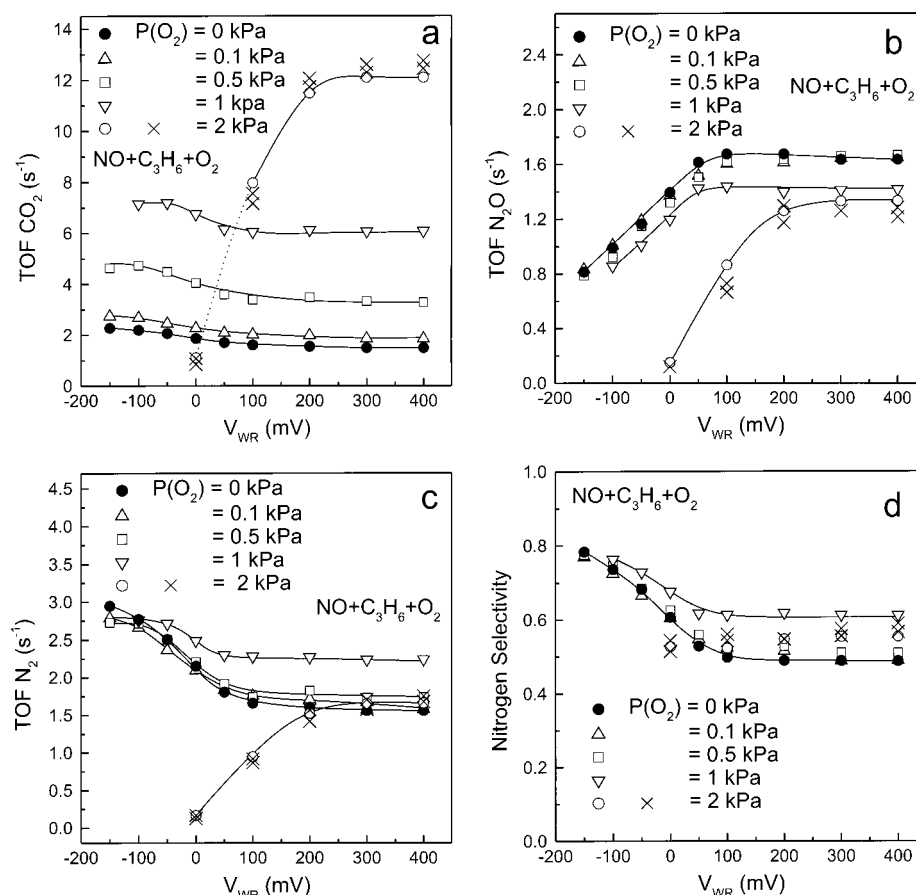 a
P(O₂) = 0 kPa
= 0.1 kPa
= 0.5 kPa
= 1 kpa
= 2 kPa
NO+C₃H₆+O₂
TOF CO₂ (s⁻¹)
14
12
10
8
6
4
2
0
-200 -100 0 100 200 300 400
V_WR (mV)
b
P(O₂) = 0 kPa
= 0.1 kPa
= 0.5 kPa
= 1 kPa
= 2 kPa
NO+C₃H₆+O₂
TOF N₂O (s⁻¹)
2.4
2.0
1.6
1.2
0.8
0.4
0.0
-200 -100 0 100 200 300 400
V_WR (mV)
c
P(O₂) = 0 kPa
= 0.1 kPa
= 0.5 kPa
= 1 kPa
= 2 kPa
NO+C₃H₆+O₂
TOF N₂ (s⁻¹)
4.5
4.0
3.5
3.0
2.5
2.0
1.5
1.0
0.5
0.0
-200 -100 0 100 200 300 400
V_WR (mV)
d
NO+C₃H₆+O₂
P(O₂) = 0 kPa
= 0.1 kPa
= 0.5 kPa
= 1 kPa
= 2 kPa
Nitrogen Selectivity
1.0
0.8
0.6
0.4
0.2
0.0
-200 -100 0 100 200 300 400
V_WR (mV)